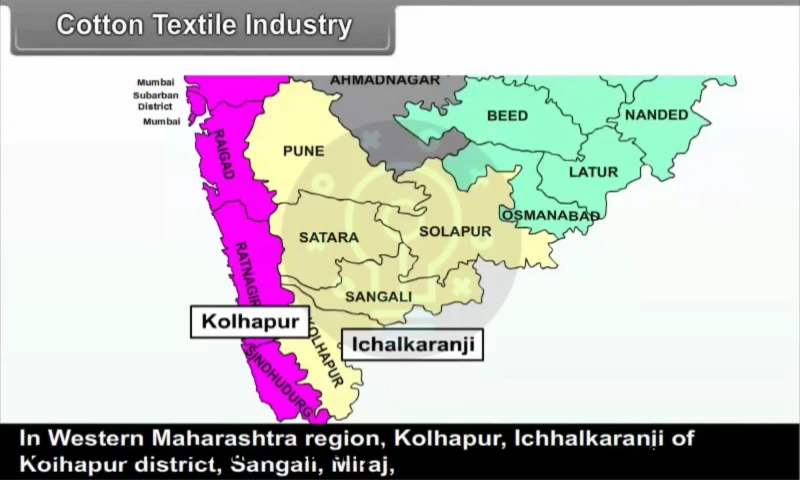 Cotton Textile Industry
Mumbai
Subarban
District
Mumbai
AHMADNAGAR
BEED
NANDED
RAIGAD
PUNE
LATUR
OSMANABAD
SATARA
SOLAPUR
RATNAGIRI
SANGALI
Kolhapur
KOLHAPUR
Ichalkaranji
SINDHUDURG
In Western Maharashtra region, Kolhapur, Ichhalkaranji of
Kolhapur district, Sangali, Miraj,